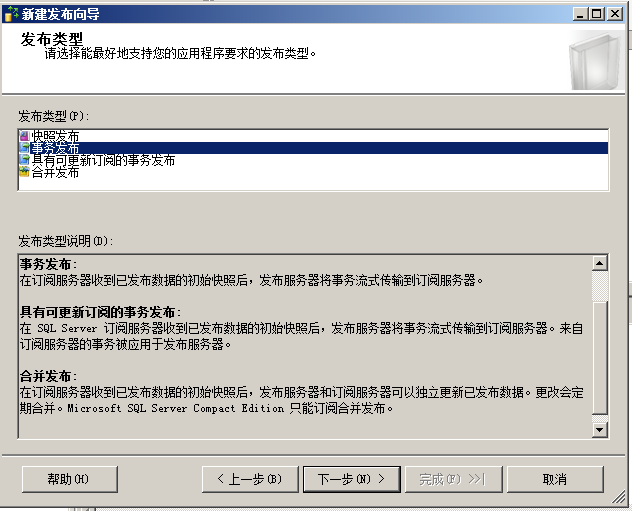 新建发布向导
发布类型
请选择能最好地支持您的应用程序要求的发布类型。
发布类型(P):
快照发布
事务发布
具有可更新订阅的事务发布
合并发布
发布类型说明(D):
事务发布:
在订阅服务器收到已发布数据的初始快照后，发布服务器将事务流式传输到订阅服务器。
具有可更新订阅的事务发布:
在 SQL Server 订阅服务器收到已发布数据的初始快照后，发布服务器将事务流式传输到订阅服务器。来自
订阅服务器的事务被应用于发布服务器。
合并发布:
在订阅服务器收到已发布数据的初始快照后，发布服务器和订阅服务器可以独立更新已发布数据。更改会定
期合并。Microsoft SQL Server Compact Edition 只能订阅合并发布。
帮助(H) < 上一步(B) 下一步(N) > 完成(F) >>| 取消